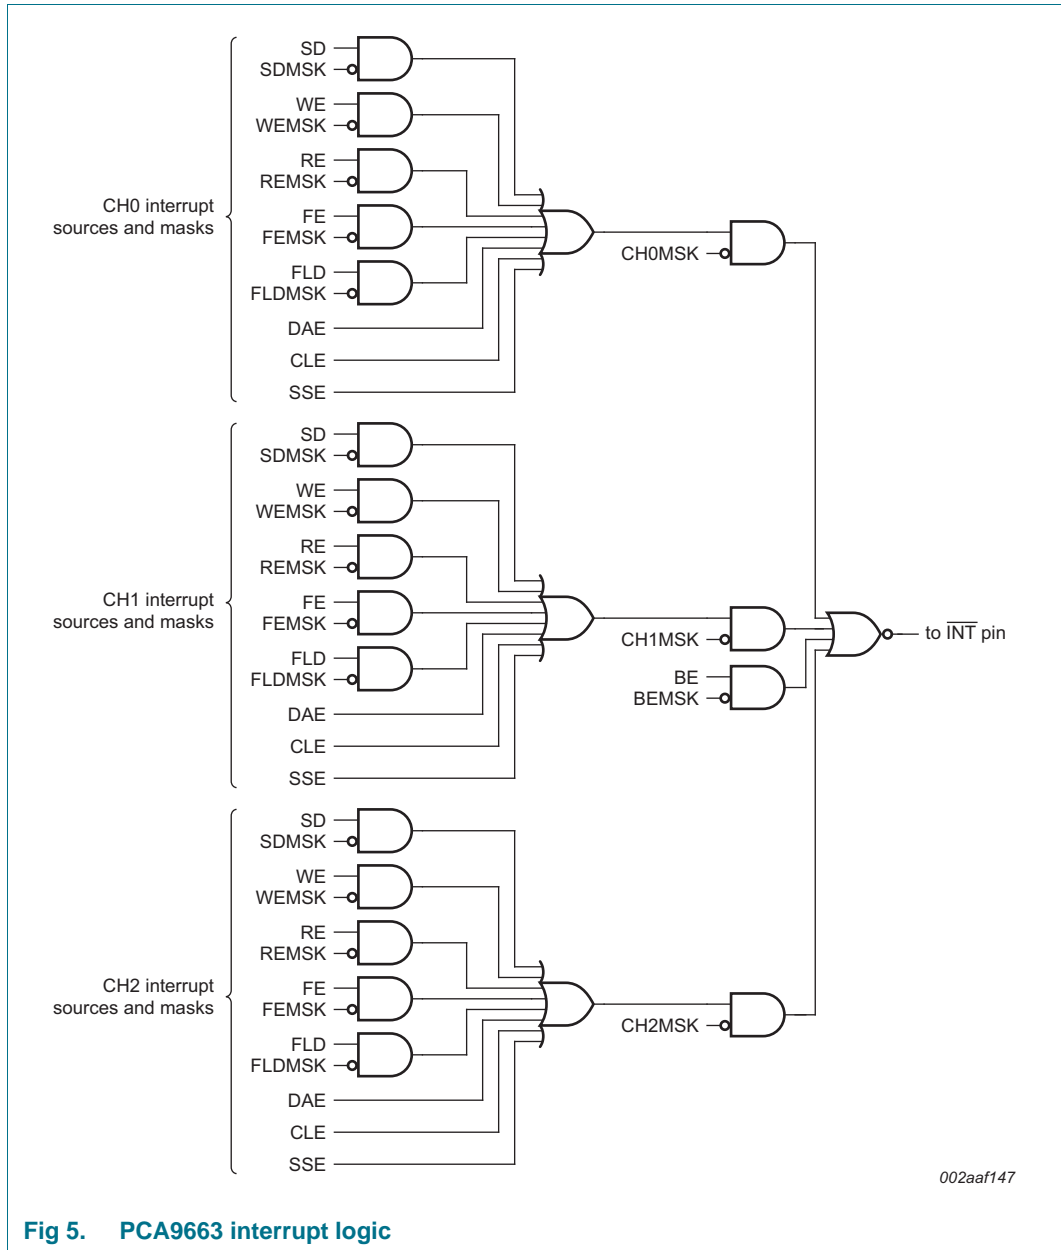 SD
SDMSK
WE
WEMSK
RE
REMSK
CH0 interrupt
sources and masks
FE
FEMSK
CH0MSK
FLD
FLDMSK
DAE
CLE
SSE
SD
SDMSK
WE
WEMSK
RE
REMSK
CH1 interrupt
sources and masks
FE
FEMSK
CH1MSK
to INT pin
FLD
FLDMSK
BE
BEMSK
DAE
CLE
SSE
SD
SDMSK
WE
WEMSK
RE
REMSK
CH2 interrupt
sources and masks
FE
FEMSK
CH2MSK
FLD
FLDMSK
DAE
CLE
SSE
002aaf147
Fig 5. PCA9663 interrupt logic